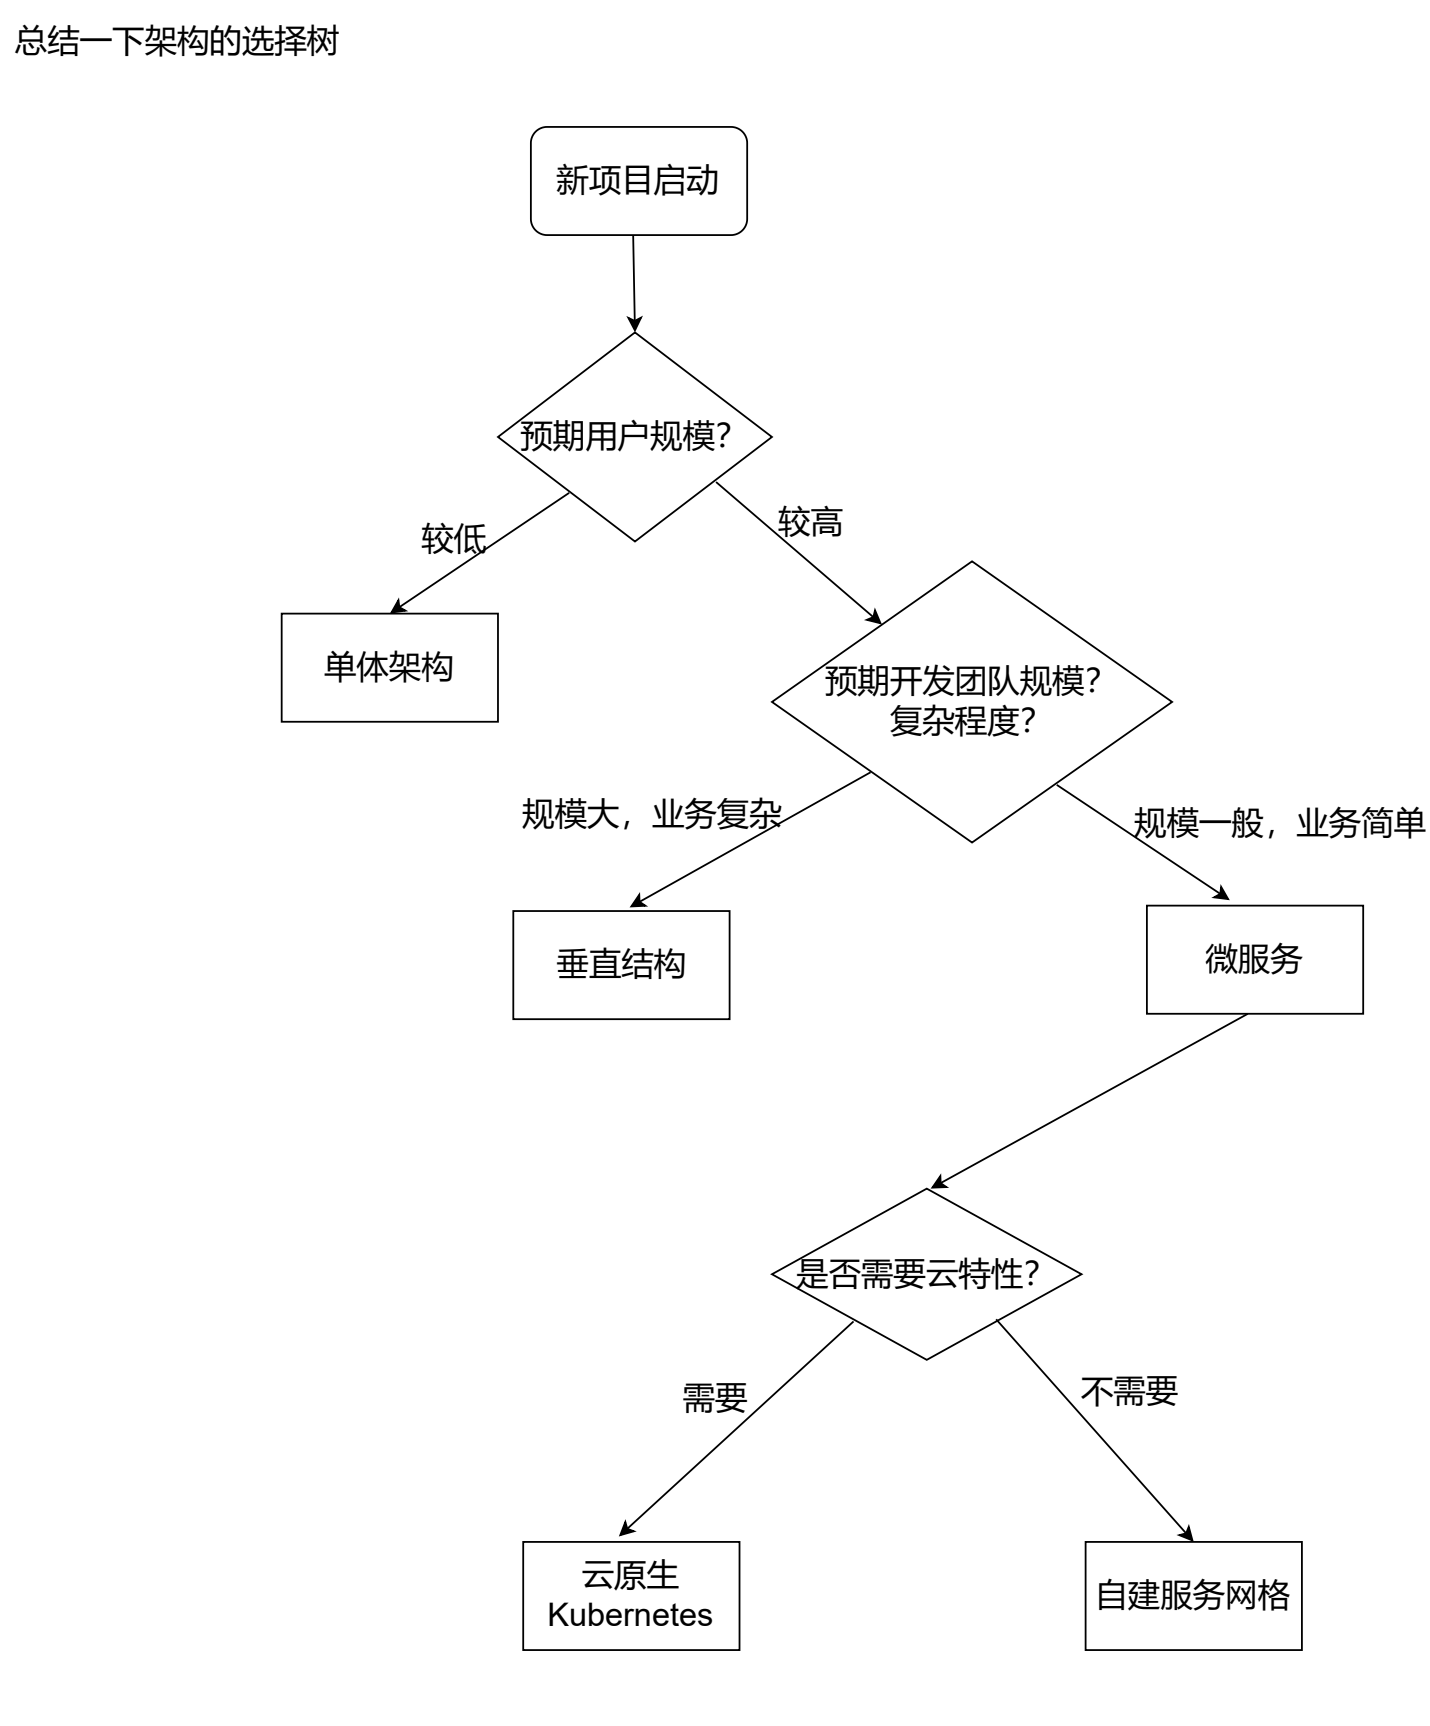 总结一下架构的选择树
新项目启动
预期用户规模？
较低
较高
单体架构
预期开发团队规模？
复杂程度？
规模大，业务复杂
规模一般，业务简单
垂直结构
微服务
是否需要云特性？
需要
不需要
云原生
Kubernetes
自建服务网格